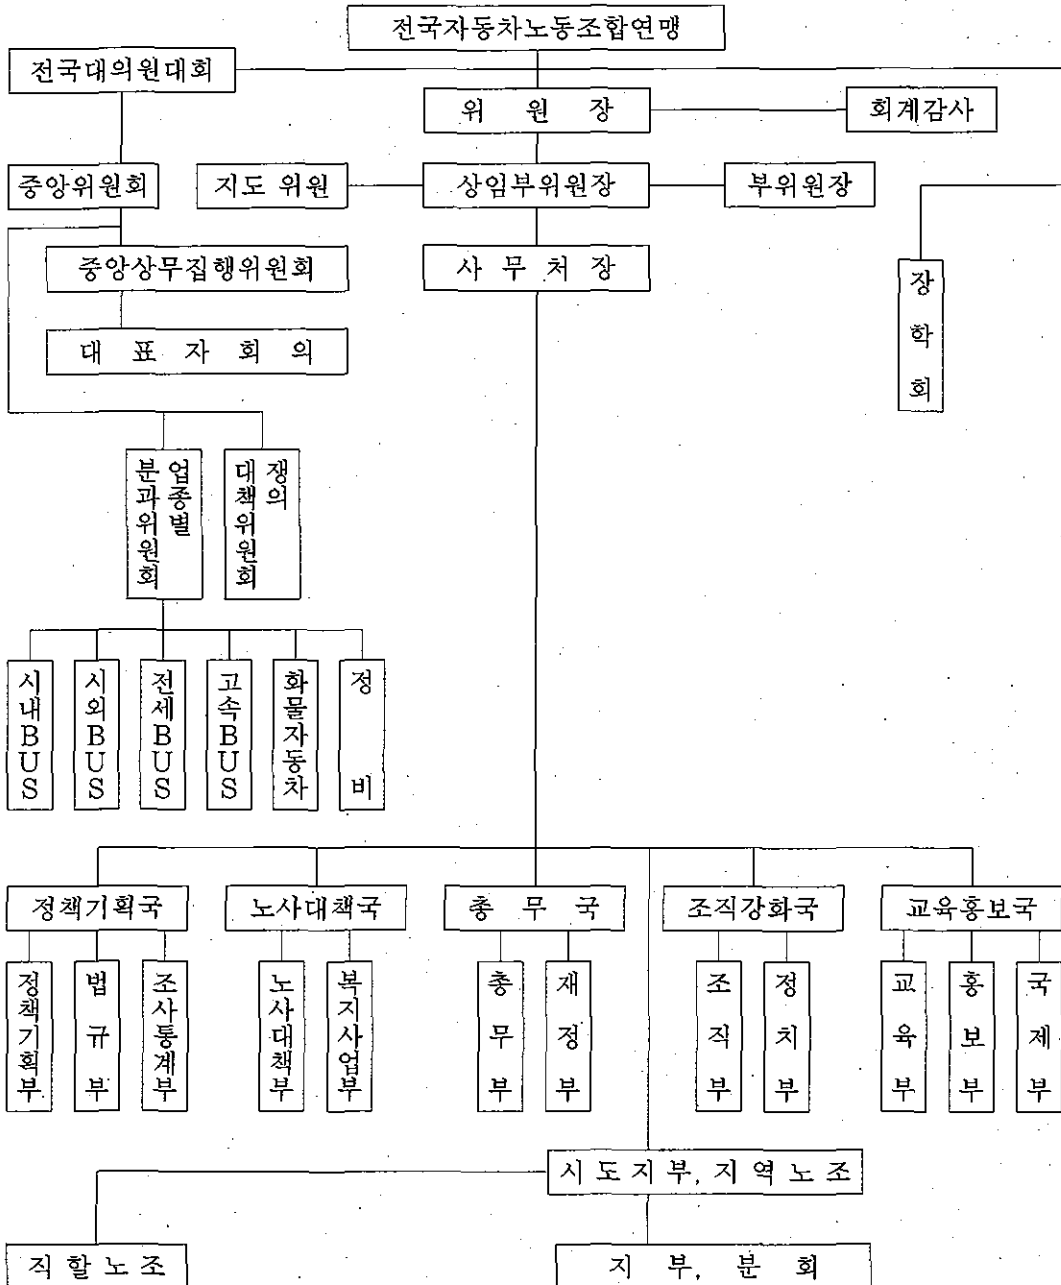 전국자동차노동조합연맹
전국대의원대회
위 원 장
회계감사
중앙위원회
지도 위원
상임부위원장
부위원장
중앙상무집행위원회
사 무 처 장
장학회
대 표 자 회 의
업종별
분과위원회
쟁의
대책위원회
시내BUS
시외BUS
전세BUS
고속BUS
화물자동차
정비
정책기획국
노사대책국
총 무 국
조직강화국
교육홍보국
정책기획부
법규부
조사통계부
노사대책부
복지사업부
총무부
재정부
조직부
정치부
교육부
홍보부
국제부
시 도 지 부, 지 역 노 조
직 할 노 조
지 부, 분 회